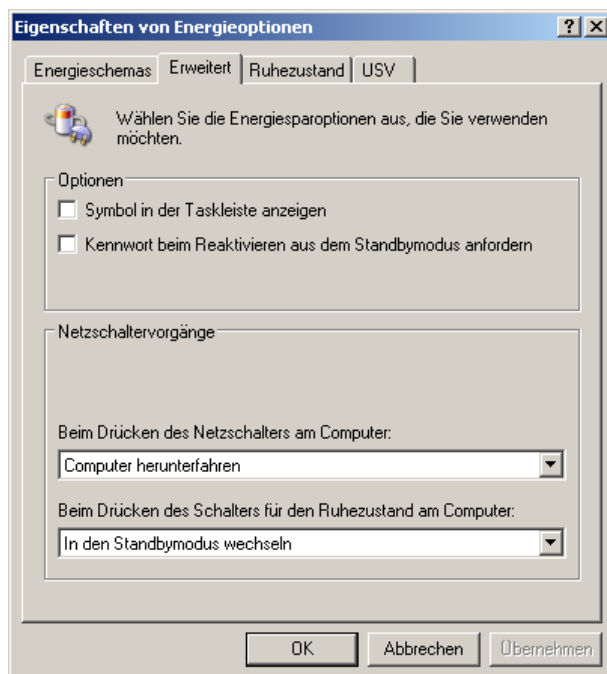 Eigenschaften von Energieoptionen
Energieschemas Erweitert Ruhezustand USV
Wählen Sie die Energiesparoptionen aus, die Sie verwenden
möchten.
Optionen
Symbol in der Taskleiste anzeigen
Kennwort beim Reaktivieren aus dem Standbymodus anfordern
Netzschaltervorgänge
Beim Drücken des Netzschalters am Computer:
Computer herunterfahren
Beim Drücken des Schalters für den Ruhezustand am Computer:
In den Standbymodus wechseln
OK Abbrechen Übernehmen